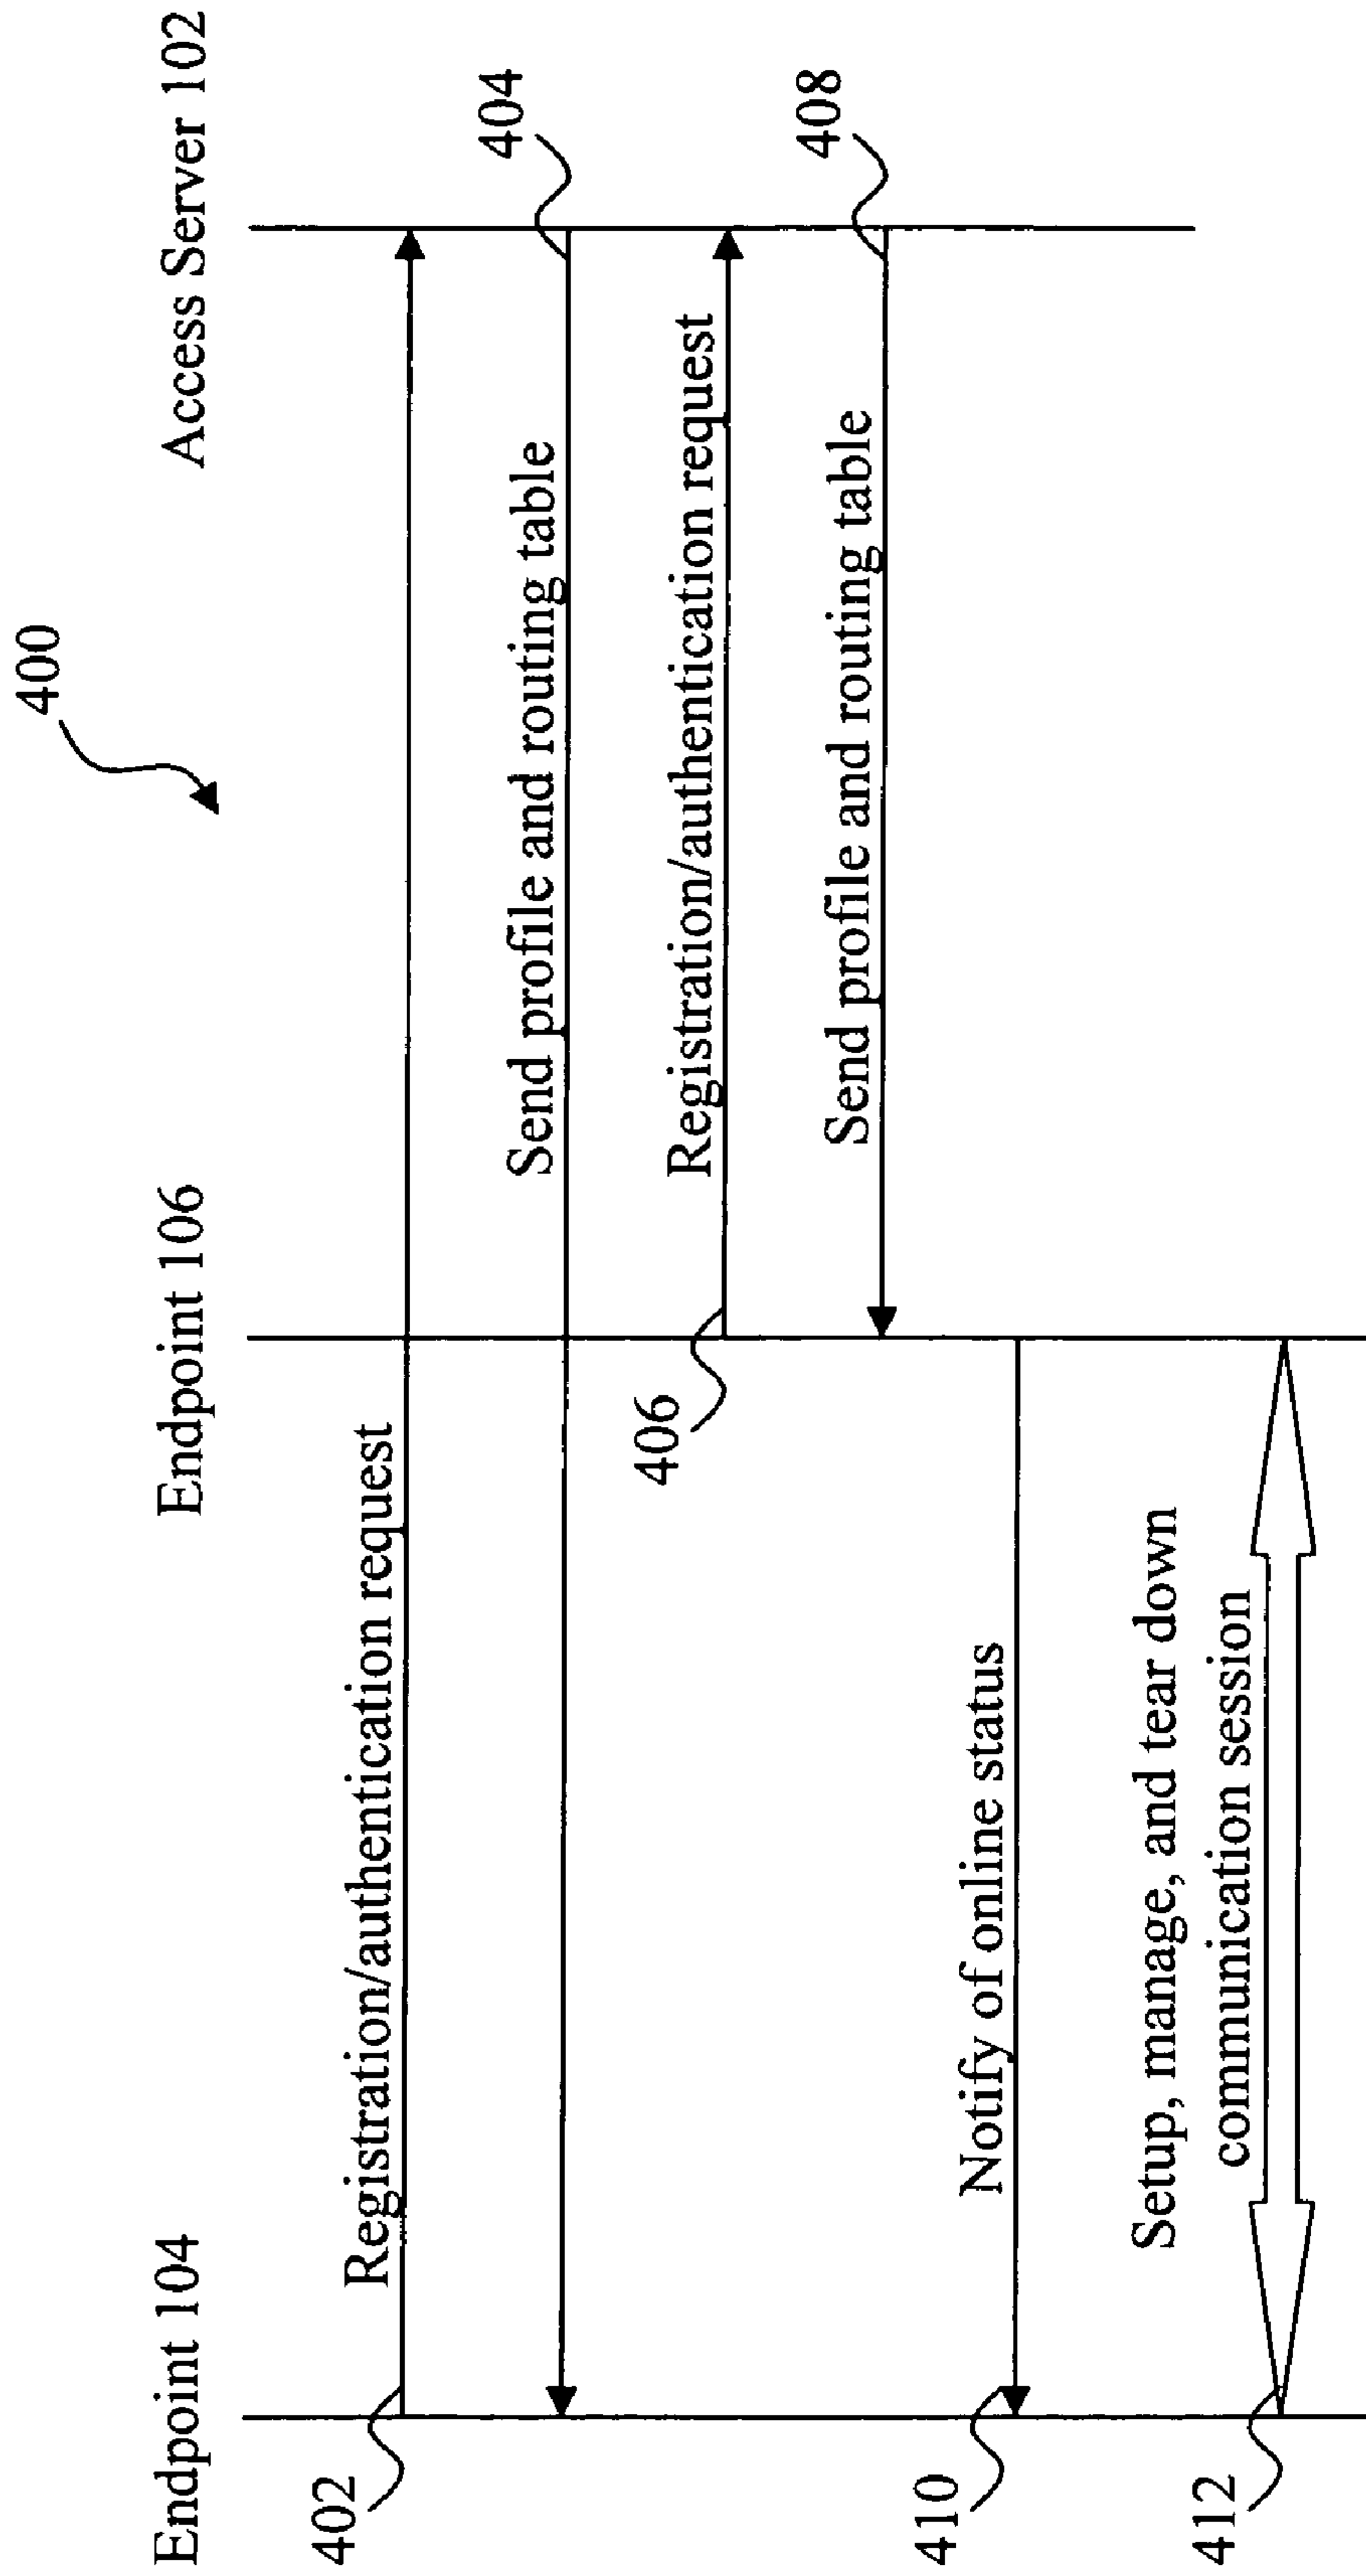 400
Endpoint 104
Endpoint 106
Access Server 102
402
Registration/authentication request
404
Send profile and routing table
406
Registration/authentication request
408
Send profile and routing table
410
Notify of online status
412
Setup, manage, and tear down
communication session